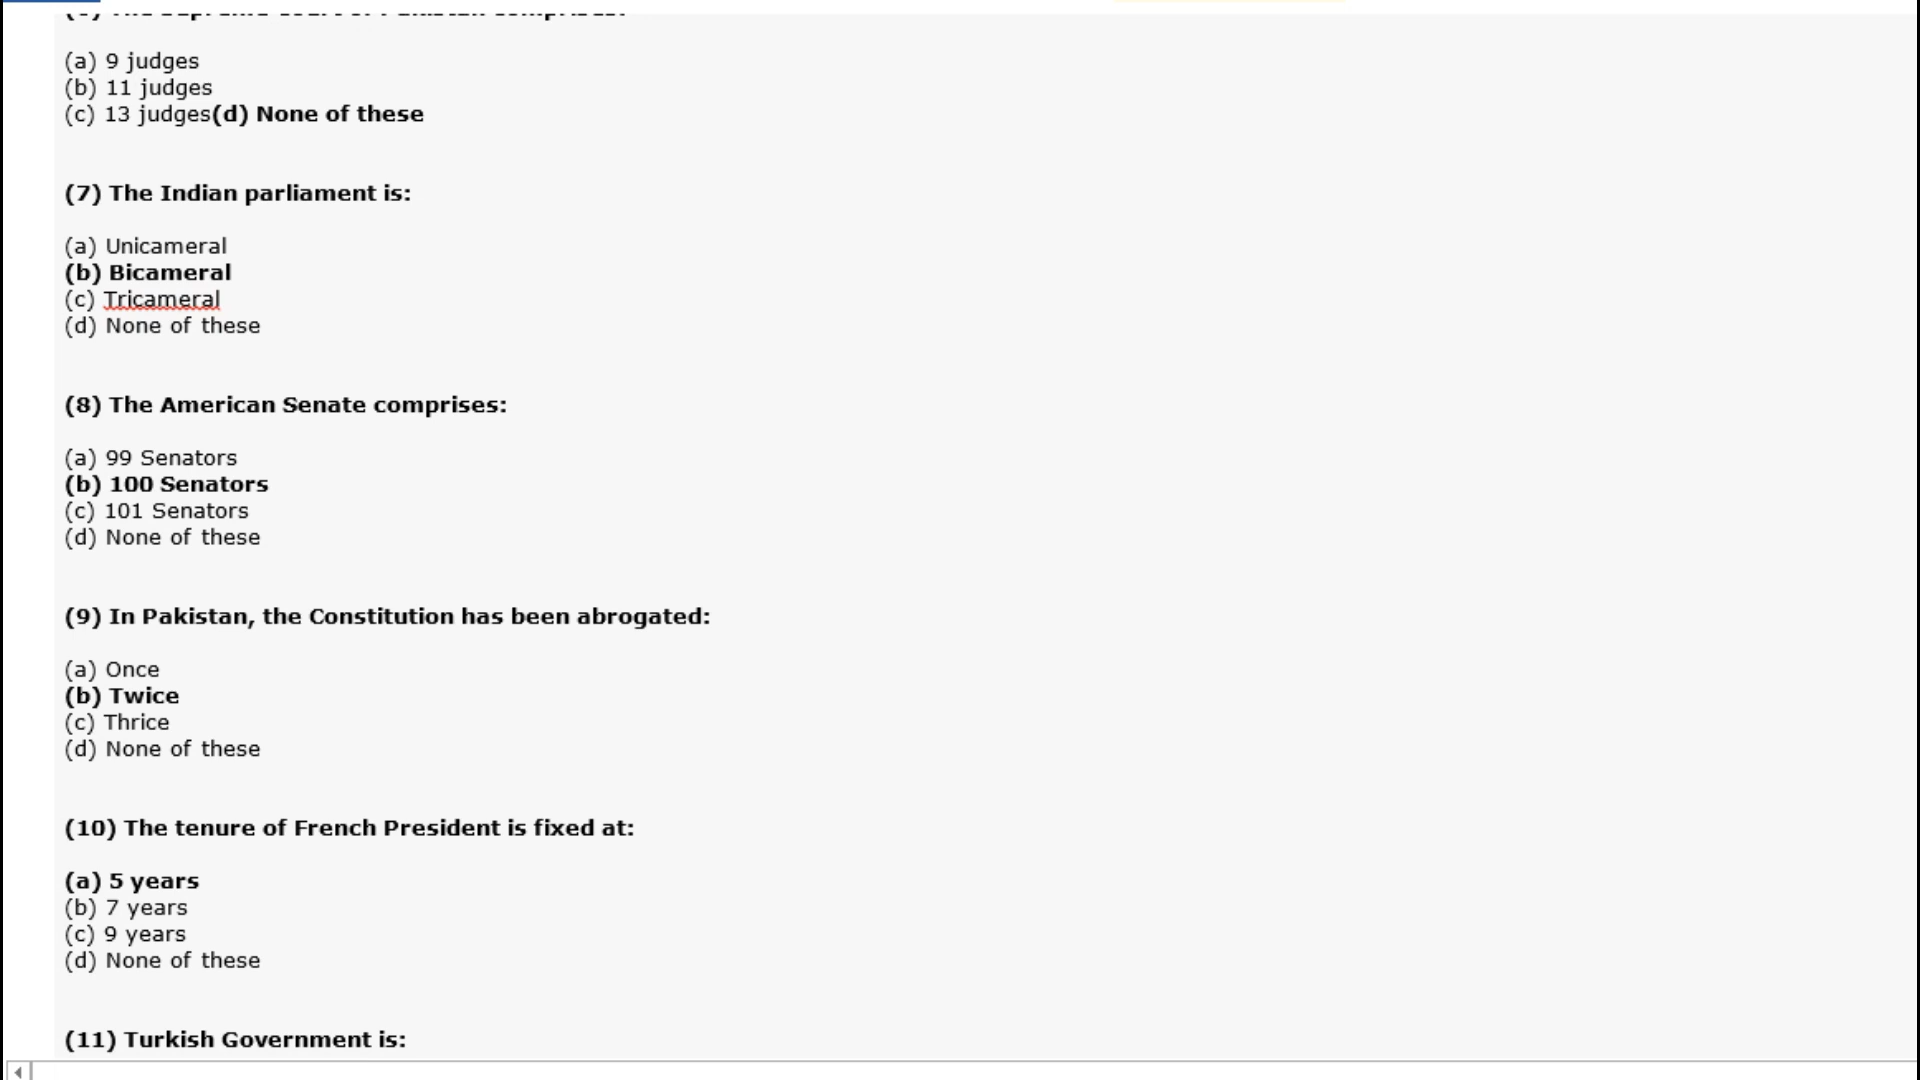 (a) 9 judges
(b) 11 judges
(c) 13 judges(d) None of these
(7) The Indian parliament is:
(a) Unicameral
(b) Bicameral
(c) Tricameral
(d) None of these
(8) The American Senate comprises:
(a) 99 Senators
(b) 100 Senators
(c) 101 Senators
(d) None of these
(9) In Pakistan, the Constitution has been abrogated:
(a) Once
(b) Twice
(c) Thrice
(d) None of these
(10) The tenure of French President is fixed at:
(a) 5 years
(b) 7 years
(c) 9 years
(d) None of these
(11) Turkish Government is: